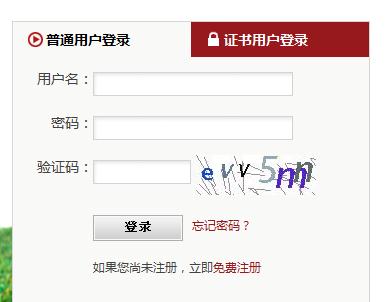 普通用户登录 证书用户登录
用户名：
密码：
验证码： evv5nn
登录 忘记密码？
如果您尚未注册，立即免费注册